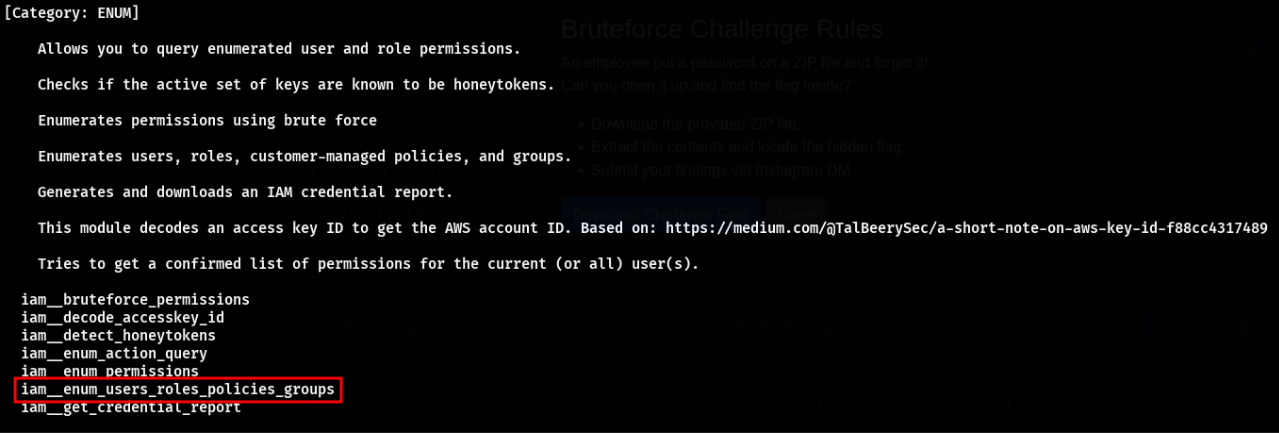 [Category: ENUM]
Allows you to query enumerated user and role permissions.
Checks if the active set of keys are known to be honeytokens.
Enumerates permissions using brute force
Enumerates users, roles, customer-managed policies, and groups.
Generates and downloads an IAM credential report.
This module decodes an access key ID to get the AWS account ID. Based on: https://medium.com/@TalBeerySec/a-short-note-on-aws-key-id-f88cc4317489
Tries to get a confirmed list of permissions for the current (or all) user(s).
iam__bruteforce_permissions
iam__decode_accesskey_id
iam__detect_honeytokens
iam__enum_action_query
iam__enum_permissions
iam__enum_users_roles_policies_groups
iam__get_credential_report
Bruteforce Challenge Rules
An employee put a password on a ZIP file and forgot it!
Can you open it up and find the flag inside?
• Download the provided ZIP file.
• Extract the contents and locate the hidden flag.
• Submit your findings via Instagram DM.
Download Challenge Files
Close